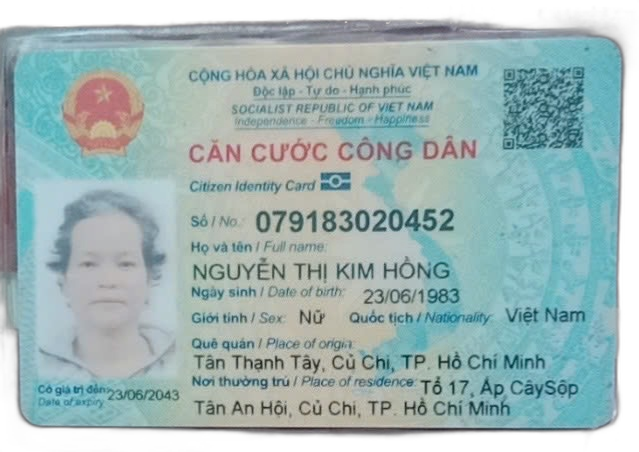 CỘNG HÒA XÃ HỘI CHỦ NGHĨA VIỆT NAM
Độc lập - Tự do - Hạnh phúc
SOCIALIST REPUBLIC OF VIET NAM
Independence - Freedom - Happiness
CĂN CƯỚC CÔNG DÂN
Citizen Identity Card
Số / No.: 079183020452
Họ và tên / Full name:
NGUYỄN THỊ KIM HỒNG
Ngày sinh / Date of birth: 23/06/1983
Giới tính / Sex: Nữ Quốc tịch / Nationality: Việt Nam
Quê quán / Place of origin:
Tân Thạnh Tây, Củ Chi, TP. Hồ Chí Minh
Nơi thường trú / Place of residence: Tổ 17, Ấp CâySộp
Tân An Hội, Củ Chi, TP. Hồ Chí Minh
Có giá trị đến: 23/06/2043
Date of expiry